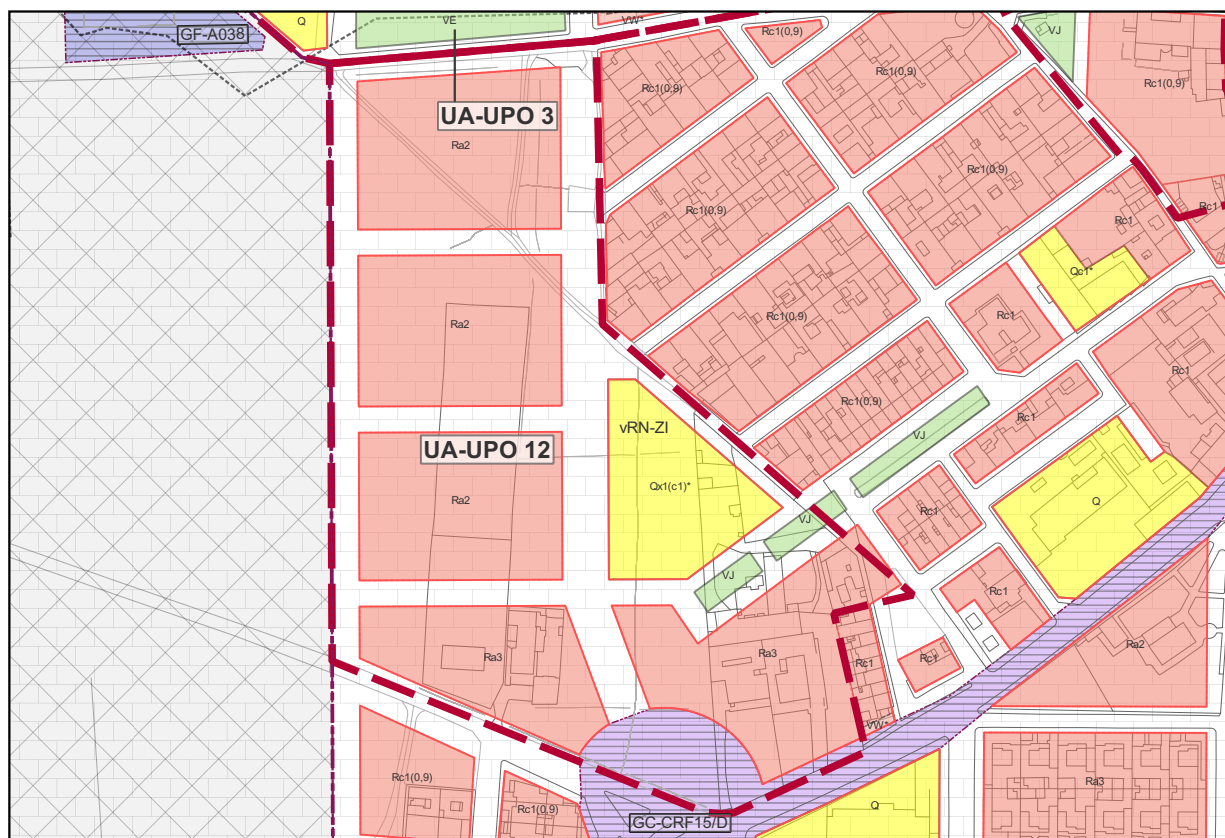 Q
VE
VW*
GF-A038
Rc1(0,9)
VJ
Rc1(0,9)
Rc1(0,9)
Rc1(0,9)
UA-UPO 3
Ra2
Rc1(0,9)
Rc1(0,9)
Rc1
Rc1
Qc1*
Ra2
Rc1(0,9)
Rc1
Rc1
Rc1(0,9)
Rc1
vRN-ZI
VJ
UA-UPO 12
Qx1(c1)*
Ra2
Q
Rc1
VJ
VJ
Rc1
Ra2
Ra3
Ra3
Rc1
Rc1
VW*
Rc1(0,9)
Ra3
Rc1(0,9)
Q
GC-CRF15/D